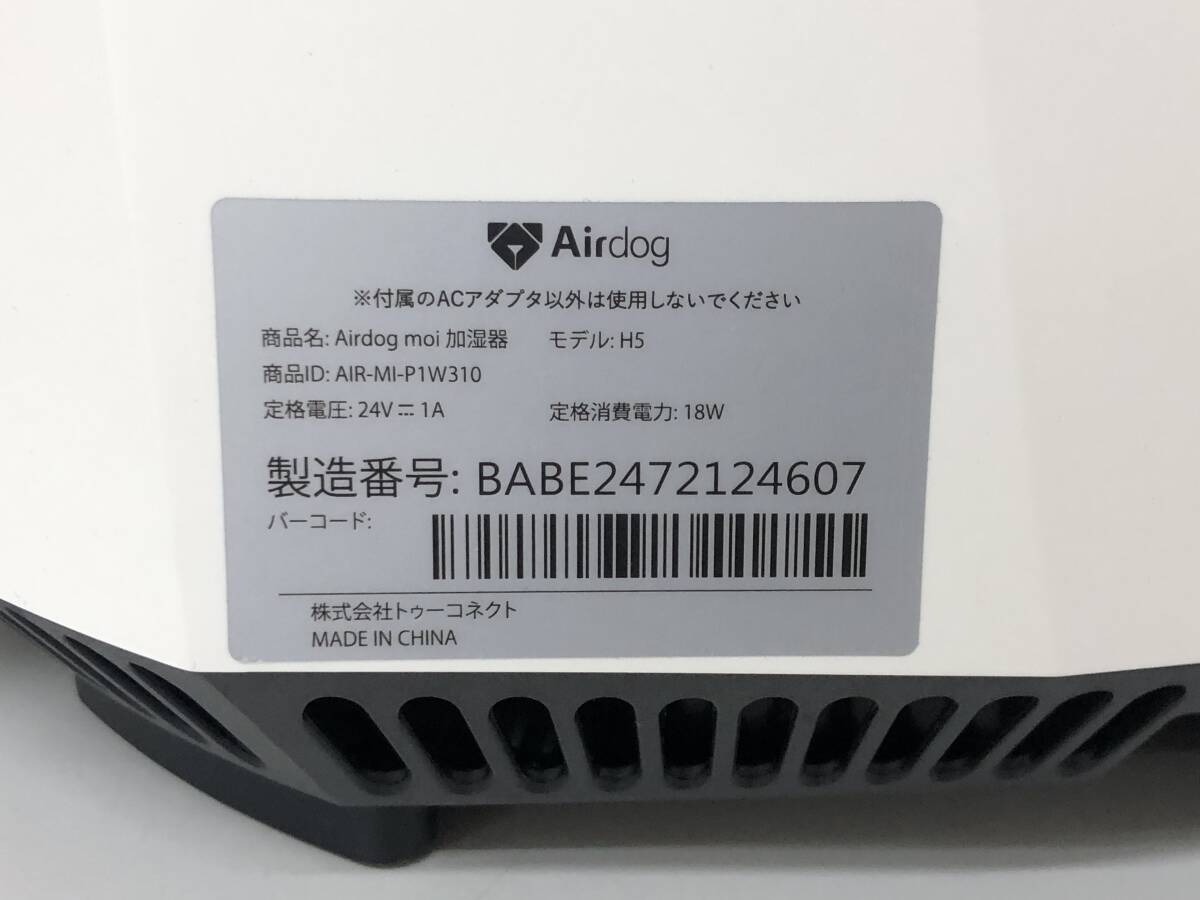 Airdog
※付属のACアダプタ以外は使用しないでください
商品名: Airdog moi 加湿器 モデル: H5
商品ID: AIR-MI-P1W310
定格電圧: 24V⎓1A 定格消費電力: 18W
製造番号: BABE2472124607
バーコード:
株式会社トゥーコネクト
MADE IN CHINA